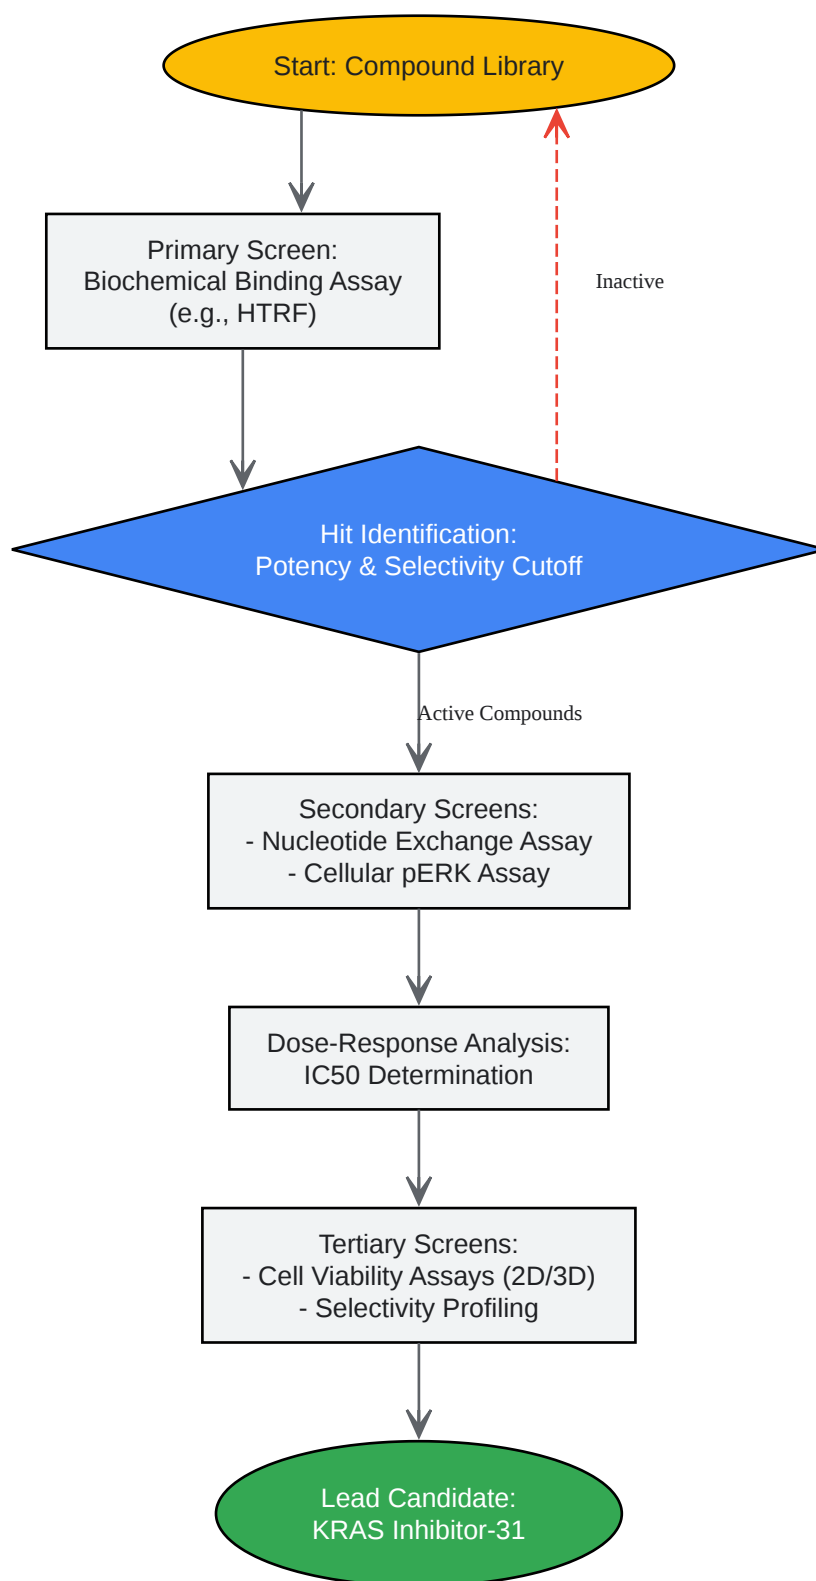 Start: Compound Library
Primary Screen:
Biochemical Binding Assay
(e.g., HTRF)
Inactive
Hit Identification:
Potency & Selectivity Cutoff
Active Compounds
Secondary Screens:
- Nucleotide Exchange Assay
- Cellular pERK Assay
Dose-Response Analysis:
IC50 Determination
Tertiary Screens:
- Cell Viability Assays (2D/3D)
- Selectivity Profiling
Lead Candidate:
KRAS Inhibitor-31